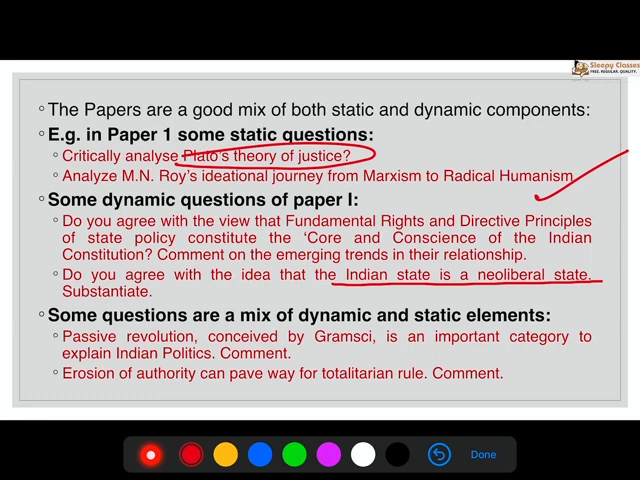 Sleepy Classes
FREE. REGULAR. QUALITY.
The Papers are a good mix of both static and dynamic components:
E.g. in Paper 1 some static questions:
Critically analyse Plato's theory of justice?
Analyze M.N. Roy's ideational journey from Marxism to Radical Humanism
Some dynamic questions of paper I:
Do you agree with the view that Fundamental Rights and Directive Principles
of state policy constitute the 'Core and Conscience of the Indian
Constitution? Comment on the emerging trends in their relationship.
Do you agree with the idea that the Indian state is a neoliberal state.
Substantiate.
Some questions are a mix of dynamic and static elements:
Passive revolution, conceived by Gramsci, is an important category to
explain Indian Politics. Comment.
Erosion of authority can pave way for totalitarian rule. Comment.
Done